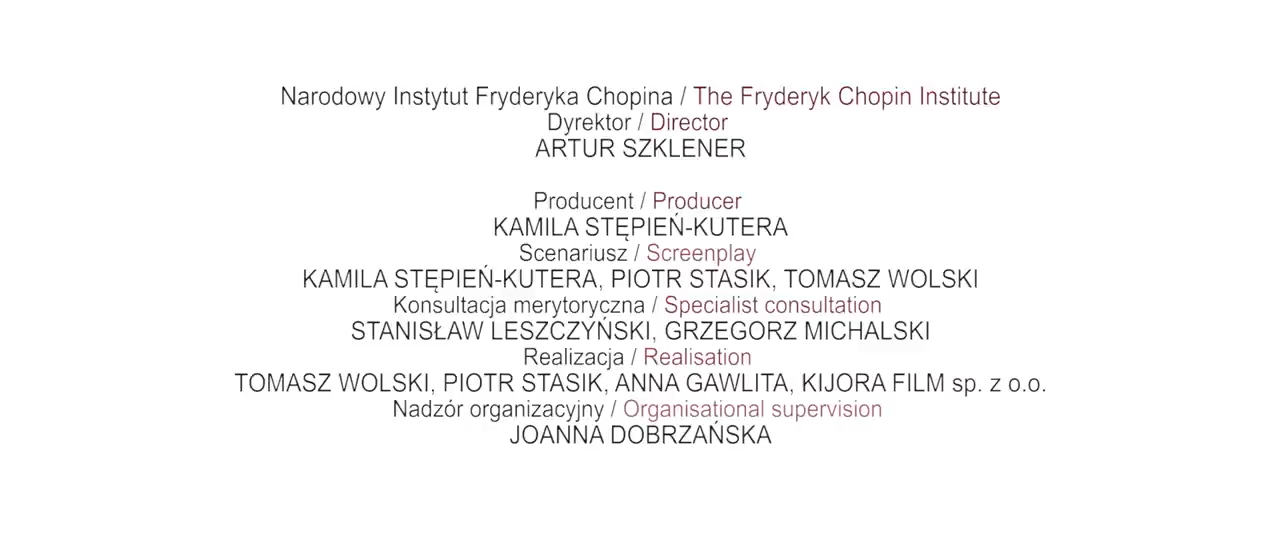 Narodowy Instytut Fryderyka Chopina / The Fryderyk Chopin Institute
Dyrektor / Director
ARTUR SZKLENER
Producent / Producer
KAMILA STĘPIEŃ-KUTERA
Scenariusz / Screenplay
KAMILA STĘPIEŃ-KUTERA, PIOTR STASIK, TOMASZ WOLSKI
Konsultacja merytoryczna / Specialist consultation
STANISŁAW LESZCZYŃSKI, GRZEGORZ MICHALSKI
Realizacja / Realisation
TOMASZ WOLSKI, PIOTR STASIK, ANNA GAWLITA, KIJORA FILM sp. z o.o.
Nadzór organizacyjny / Organisational supervision
JOANNA DOBRZAŃSKA